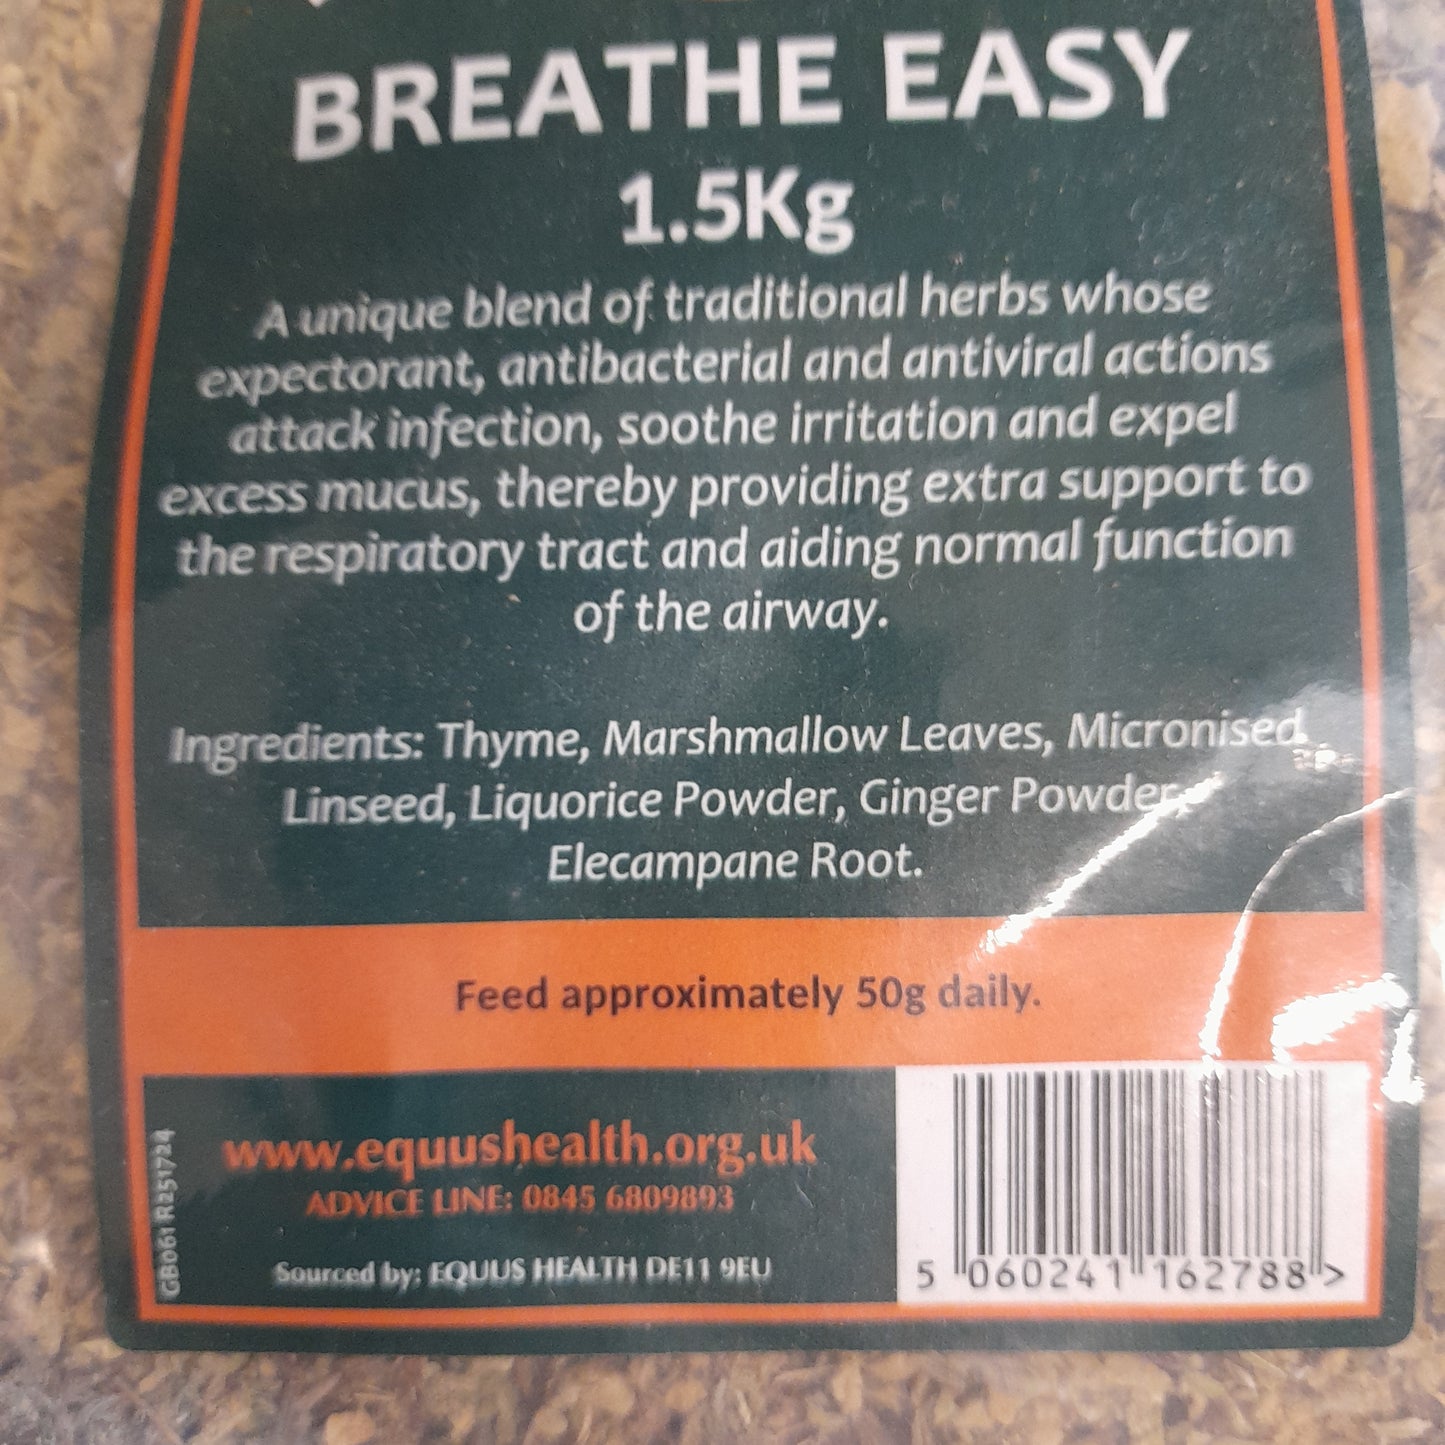 BREATHE EASY
1.5Kg
A unique blend of traditional herbs whose
expectorant, antibacterial and antiviral actions
attack infection, soothe irritation and expel
excess mucus, thereby providing extra support to
the respiratory tract and aiding normal function
of the airway.
Ingredients: Thyme, Marshmallow Leaves, Micronised
Linseed, Liquorice Powder, Ginger Powder,
Elecampane Root.
Feed approximately 50g daily.
www.equushealth.org.uk
ADVICE LINE: 0845 6809893
Sourced by: EQUUS HEALTH DE11 9EU
GB061 R251724
5 060241 162788 >